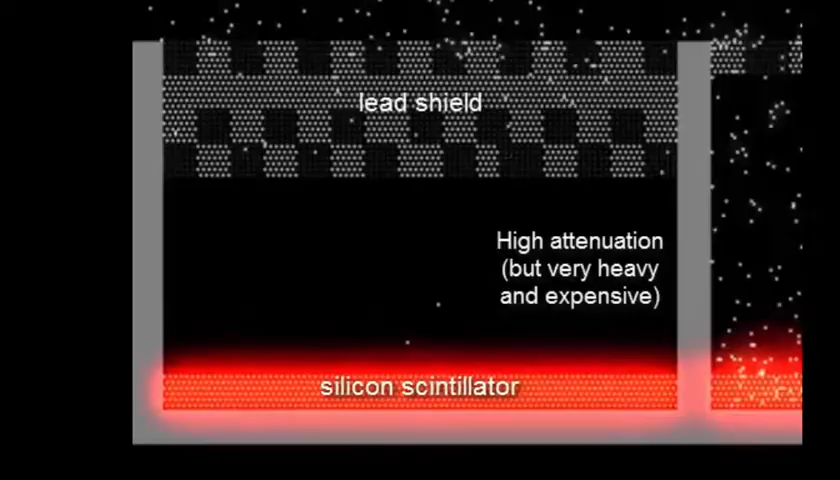 lead shield
High attenuation
(but very heavy
and expensive)
silicon scintillator